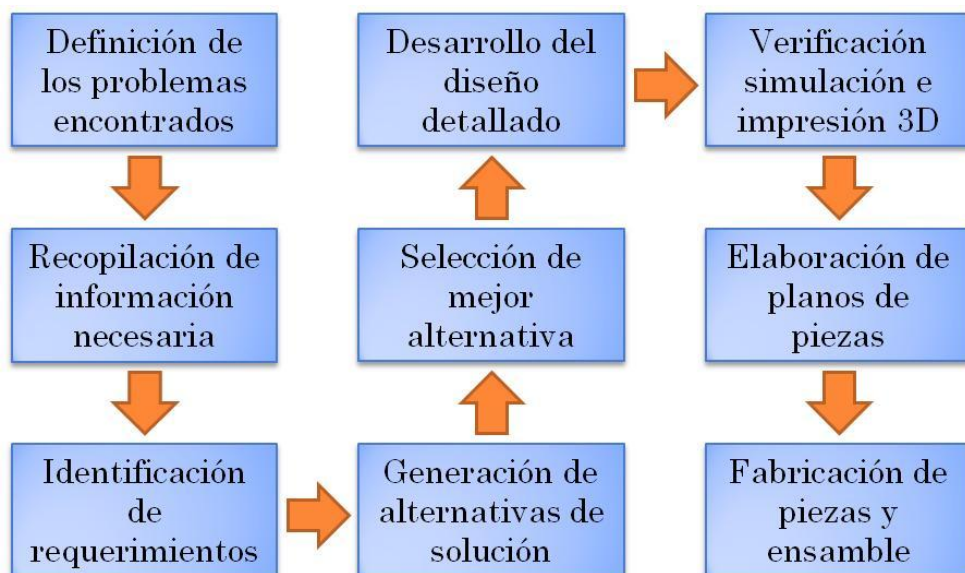 Definición de
los problemas
encontrados
Recopilación de
información
necesaria
Identificación
de
requerimientos
Generación de
alternativas de
solución
Selección de
mejor
alternativa
Desarrollo del
diseño
detallado
Verificación
simulación e
impresión 3D
Elaboración de
planos de
piezas
Fabricación de
piezas y
ensamble